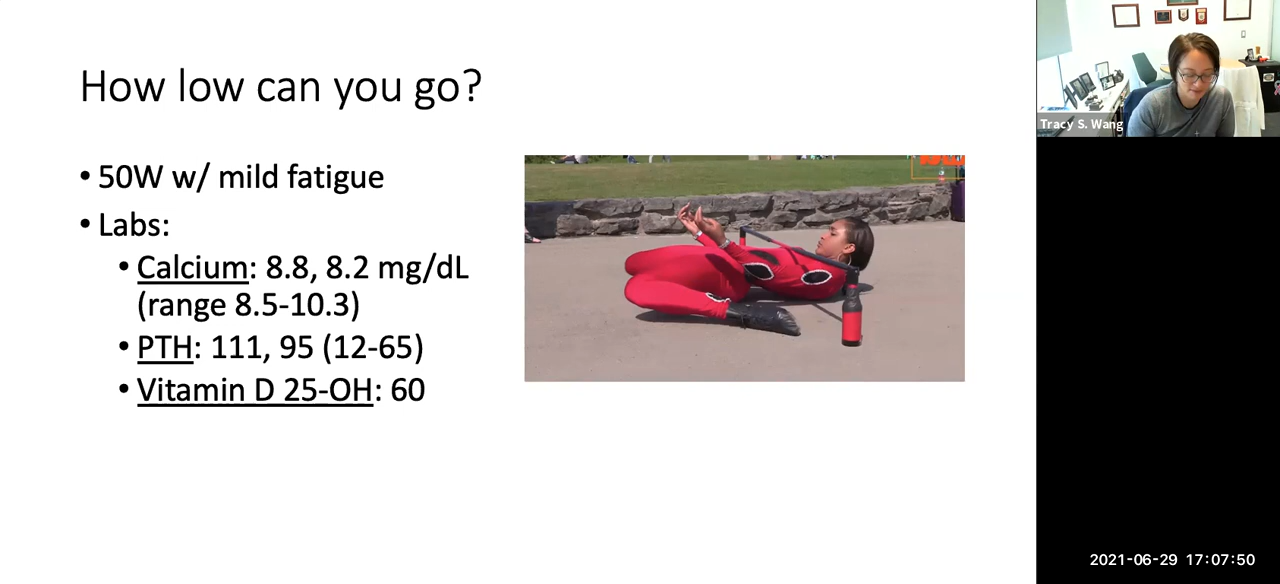 How low can you go?
• 50W w/ mild fatigue
• Labs:
• Calcium: 8.8, 8.2 mg/dL
(range 8.5-10.3)
• PTH: 111, 95 (12-65)
• Vitamin D 25-OH: 60
Tracy S. Wang
2021-06-29 17:07:50